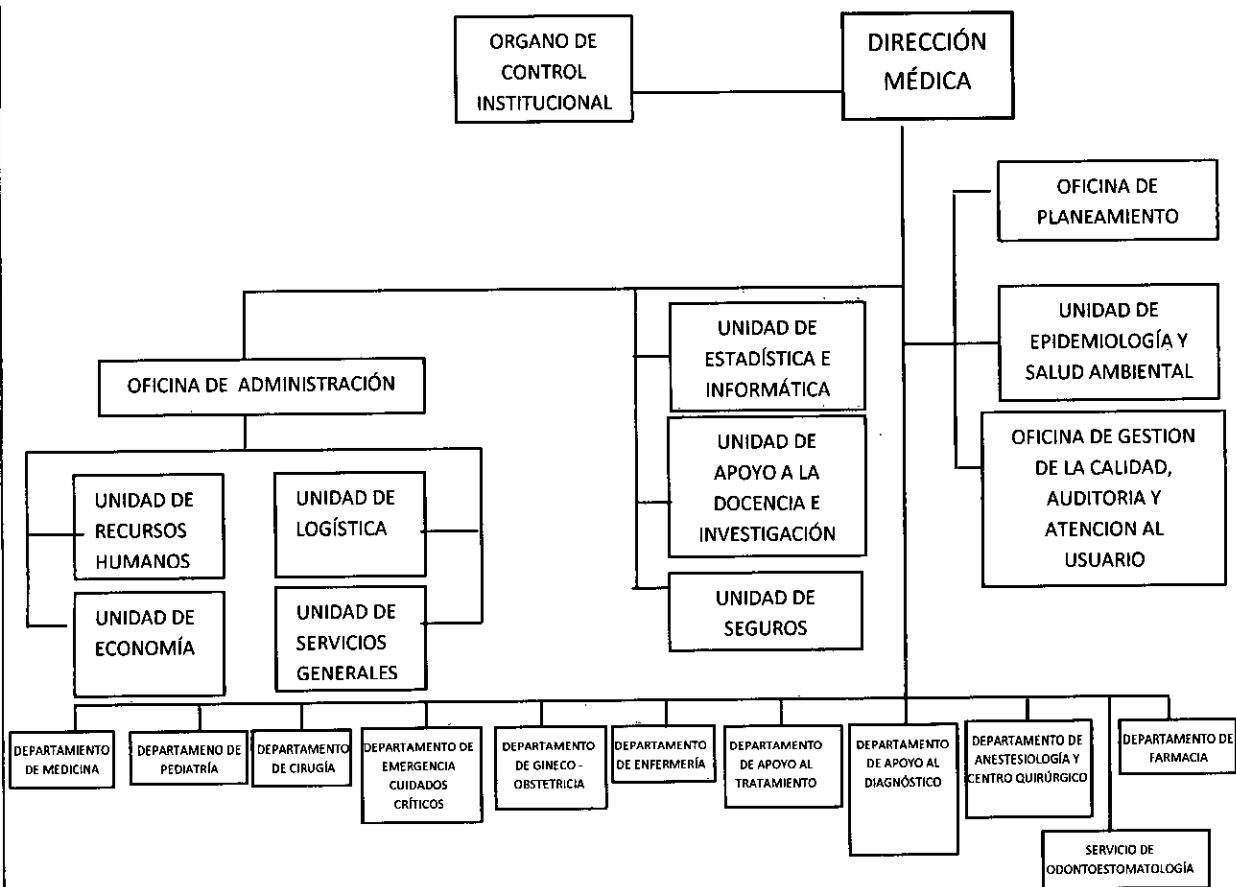 ORGANO DE
CONTROL
INSTITUCIONAL
DIRECCIÓN
MÉDICA
OFICINA DE
PLANEAMIENTO
UNIDAD DE
EPIDEMIOLOGÍA Y
SALUD AMBIENTAL
OFICINA DE GESTION
DE LA CALIDAD,
AUDITORIA Y
ATENCION AL
USUARIO
UNIDAD DE
ESTADÍSTICA E
INFORMÁTICA
UNIDAD DE
APOYO A LA
DOCENCIA E
INVESTIGACIÓN
UNIDAD DE
SEGUROS
OFICINA DE ADMINISTRACIÓN
UNIDAD DE
RECURSOS
HUMANOS
UNIDAD DE
LOGÍSTICA
UNIDAD DE
ECONOMÍA
UNIDAD DE
SERVICIOS
GENERALES
DEPARTAMIENTO
DE MEDICINA
DEPARTAMENO DE
PEDIATRÍA
DEPARTAMENTO
DE CIRUGÍA
DEPARTAMENTO DE
EMERGENCIA
CUIDADOS
CRÍTICOS
DEPARTAMENTO
DE GINECO -
OBSTETRICIA
DEPARTAMENTO
DE ENFERMERÍA
DEPARTAMENTO
DE APOYO AL
TRATAMIENTO
DEPARTAMENTO
DE APOYO AL
DIAGNÓSTICO
DEPARTAMENTO DE
ANESTESIOLOGÍA Y
CENTRO QUIRÚRGICO
DEPARTAMENTO DE
FARMACIA
SERVICIO DE
ODONTOESTOMATOLOGÍA